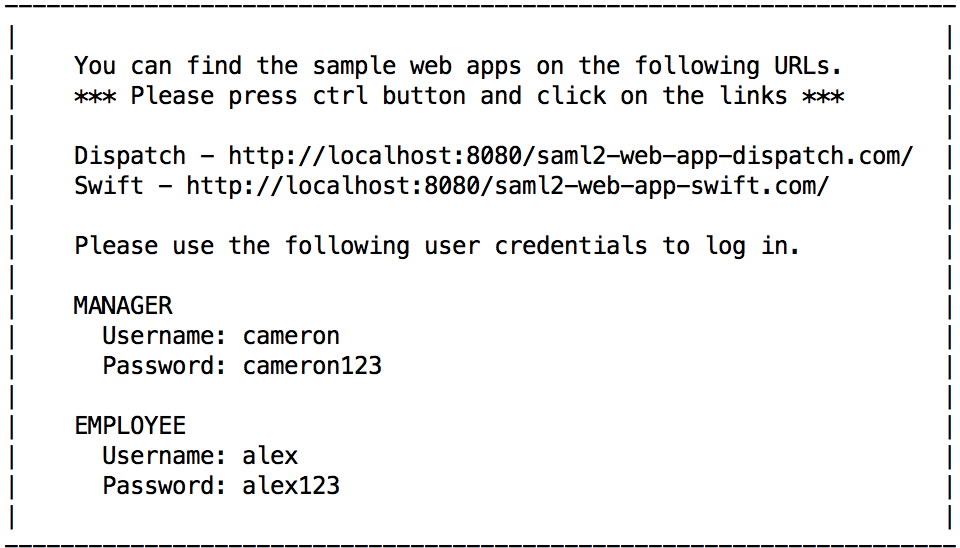 You can find the sample web apps on the following URLs.
*** Please press ctrl button and click on the links ***
Dispatch - http://localhost:8080/saml2-web-app-dispatch.com/
Swift - http://localhost:8080/saml2-web-app-swift.com/
Please use the following user credentials to log in.
MANAGER
Username: cameron
Password: cameron123
EMPLOYEE
Username: alex
Password: alex123